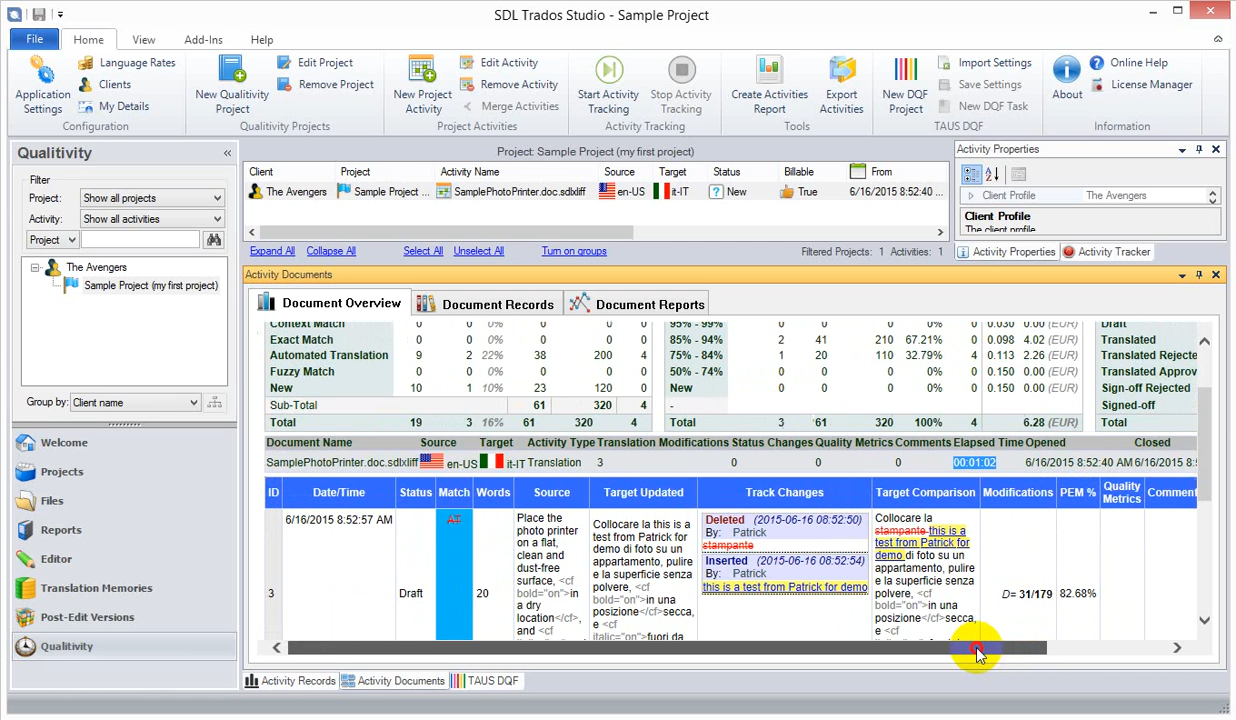 SDL Trados Studio - Sample Project
File Home View Add-Ins Help
Application Settings
Language Rates
Clients
My Details
Configuration
New Qualitivity Project
Edit Project
Remove Project
Qualitivity Projects
New Project Activity
Edit Activity
Remove Activity
Merge Activities
Project Activities
Start Activity Tracking
Stop Activity Tracking
Activity Tracking
Create Activities Report
Export Activities
Tools
New DQF Project
Import Settings
Save Settings
New DQF Task
TAUS DQF
About
Online Help
License Manager
Information
Qualitivity
Filter
Project: Show all projects
Activity: Show all activities
Project
The Avengers
Sample Project (my first project)
Group by: Client name
Welcome
Projects
Files
Reports
Editor
Translation Memories
Post-Edit Versions
Qualitivity
Project: Sample Project (my first project)
Client Project Activity Name Source Target Status Billable From
The Avengers Sample Project ... SamplePhotoPrinter.doc.sdlxliff en-US it-IT New True 6/16/2015 8:52:40 ...
Expand All Collapse All Select All Unselect All Turn on groups Filtered Projects: 1 Activities: 1
Activity Properties
Client Profile The Avengers
Client Profile
The client profile
Activity Properties Activity Tracker
Activity Documents
Document Overview Document Records Document Reports
Context Match 0 0 0% 0 0 0
Exact Match 0 0 0% 0 0 0
Automated Translation 9 2 22% 38 200 4
Fuzzy Match 0 0 0% 0 0 0
New 10 1 10% 23 120 0
Sub-Total 61 320 4
Total 19 3 16% 61 320 4
95% - 99% 0 0 0 0% 0 0.030 0.00 (EUR)
85% - 94% 2 41 210 67.21% 4 0.098 4.02 (EUR)
75% - 84% 1 20 110 32.79% 0 0.113 2.26 (EUR)
50% - 74% 0 0 0 0% 0 0.150 0.00 (EUR)
New 0 0 0 0% 0 0.150 0.00 (EUR)
-
Total 3 61 320 100% 4 6.28 (EUR)
Draft
Translated
Translated Rejecte
Translated Approv
Sign-off Rejected
Signed-off
Total
Document Name Source Target Activity Type Translation Modifications Status Changes Quality Metrics Comments Elapsed Time Opened Closed
SamplePhotoPrinter.doc.sdlxliff en-US it-IT Translation 3 0 0 0 00:01:02 6/16/2015 8:52:40 AM 6/16/2015 8:5
ID Date/Time Status Match Words Source Target Updated Track Changes Target Comparison Modifications PEM % Quality Metrics Comment
3
6/16/2015 8:52:57 AM
Draft
AT
20
Place the
photo printer
on a flat,
clean and
dust-free
surface, <cf
bold="on">in
a dry
location</cf>,
and <cf
Collocare la this is a
test from Patrick for
demo di foto su un
appartamento, pulire
e la superficie senza
polvere, <cf
bold="on">in una
posizione</cf>secca,
e <cf
italic="on">fuori da
Deleted (2015-06-16 08:52:50)
By: Patrick
stampante
Inserted (2015-06-16 08:52:54)
By: Patrick
this is a test from Patrick for demo
Collocare la
stampante this is a
test from Patrick for
demo di foto su un
appartamento, pulire
e la superficie senza
polvere, <cf
bold="on">in una
posizione</cf>secca,
e <cf
D= 31/179
82.68%
Activity Records Activity Documents TAUS DQF